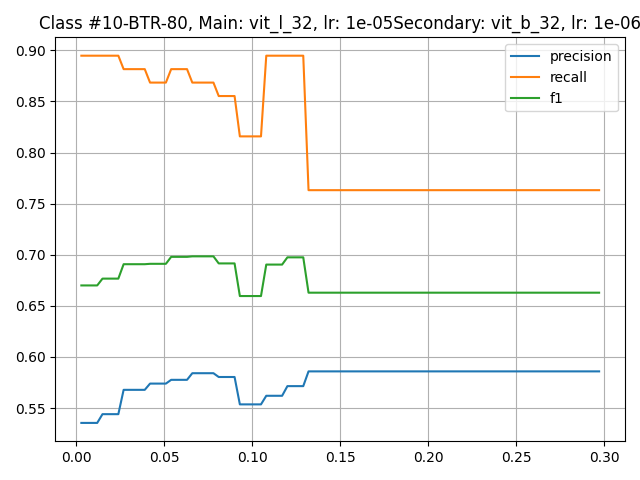 Class #10-BTR-80, Main: vit_l_32, lr: 1e-05Secondary: vit_b_32, lr: 1e-06
0.90
0.85
0.80
0.75
0.70
0.65
0.60
0.55
precision
recall
f1
0.00 0.05 0.10 0.15 0.20 0.25 0.30